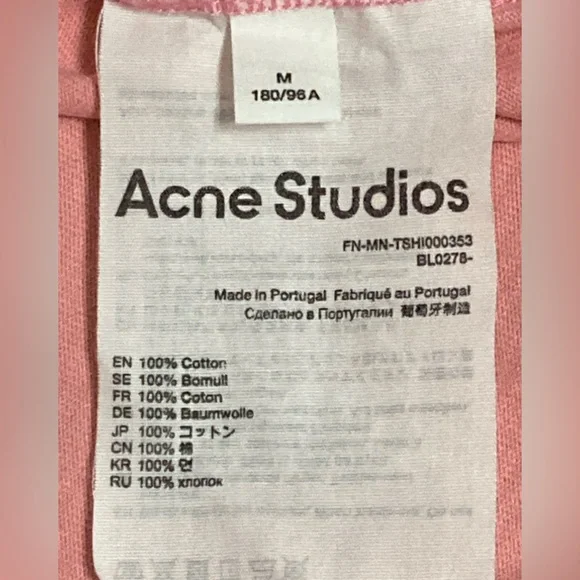 M
180/96A
Acne Studios
FN-MN-TSHI000353
BL0278-
Made in Portugal Fabriqué au Portugal
Сделано в Португалии 葡萄牙制造
EN 100% Cotton
SE 100% Bomull
FR 100% Coton
DE 100% Baumwolle
JP 100% コットン
CN 100% 棉
KR 100% 면
RU 100% хлопок